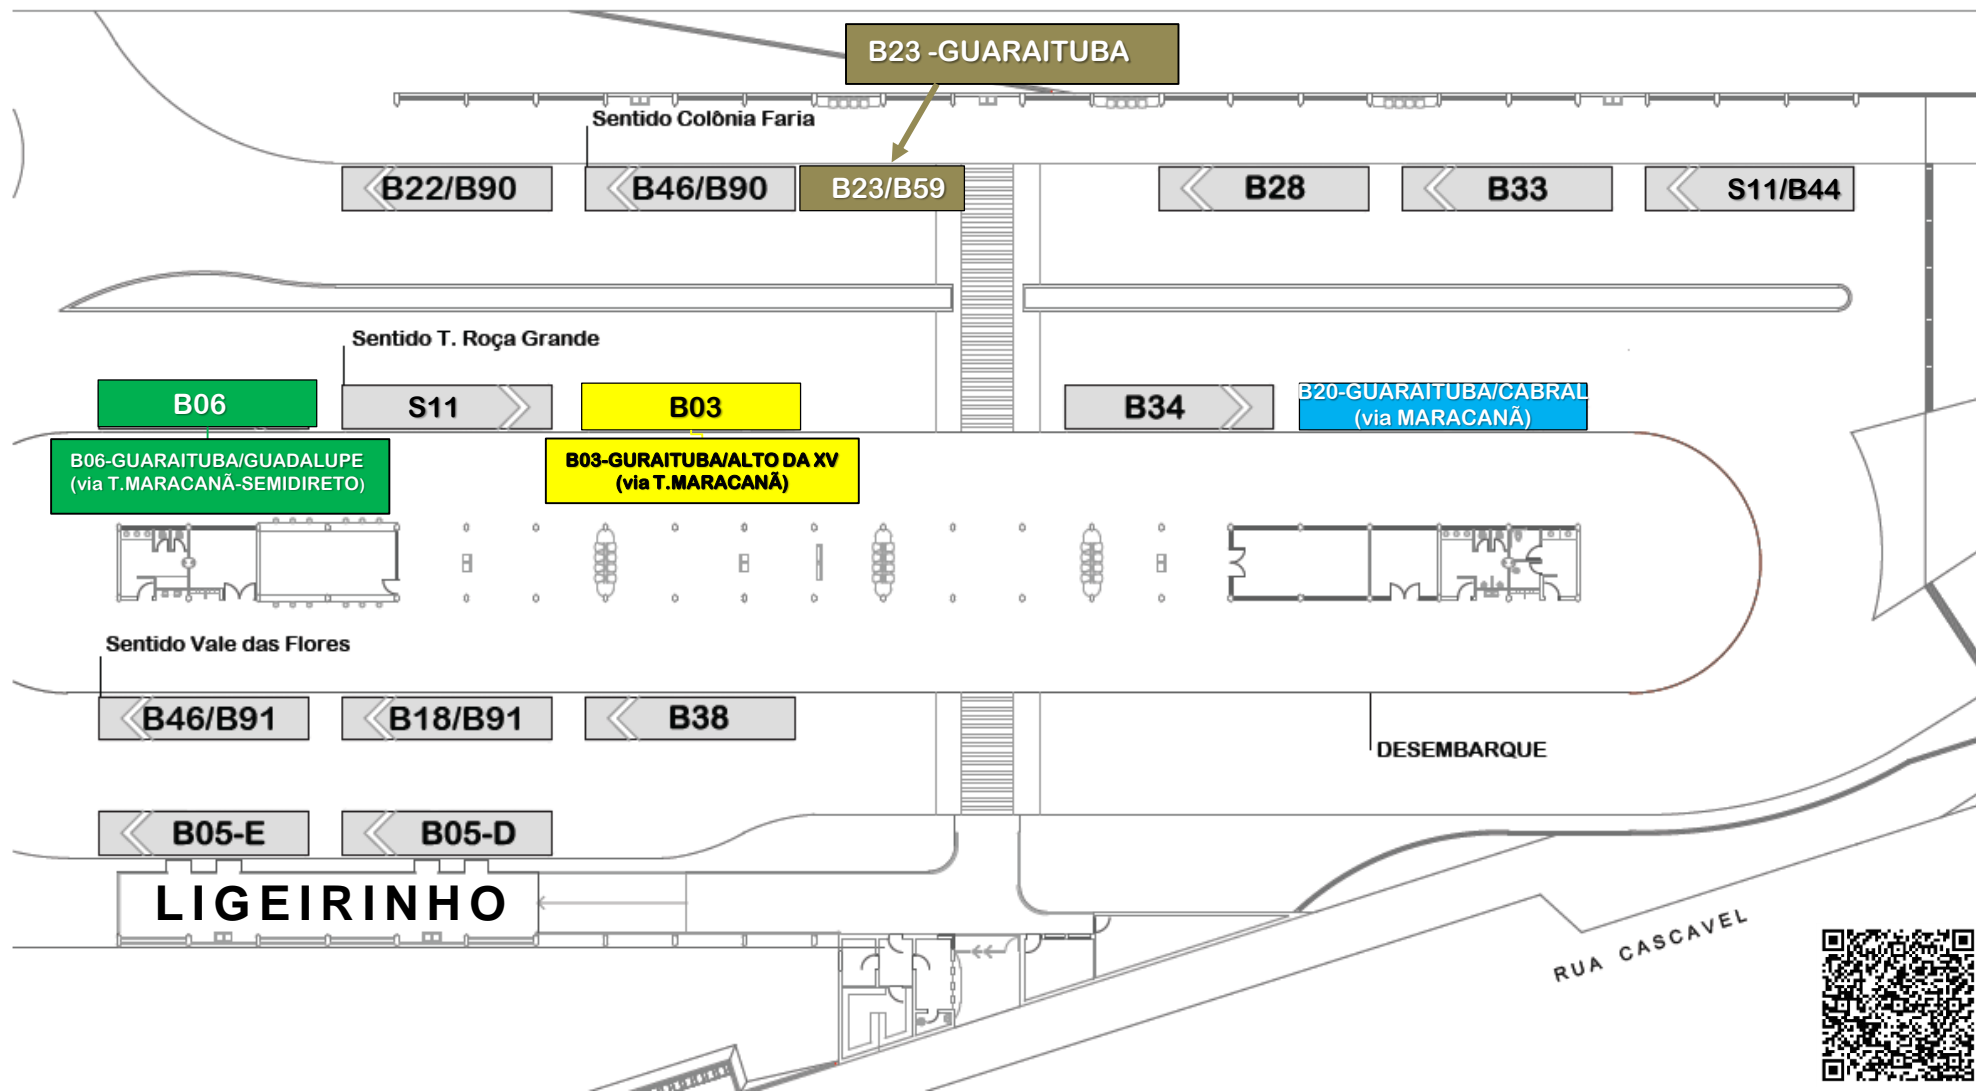 B23 -GUARAITUBA
Sentido Colônia Faria
B22/B90
B46/B90
B23/B59
B28
B33
S11/B44
Sentido T. Roça Grande
B06
S11
B03
B34
B20-GUARAITUBA/CABRAL
(via MARACANÃ)
B06-GUARAITUBA/GUADALUPE
(via T.MARACANÃ-SEMIDIRETO)
B03-GURAITUBA/ALTO DA XV
(via T.MARACANÃ)
Sentido Vale das Flores
B46/B91
B18/B91
B38
DESEMBARQUE
B05-E
B05-D
LIGEIRINHO
RUA CASCAVEL